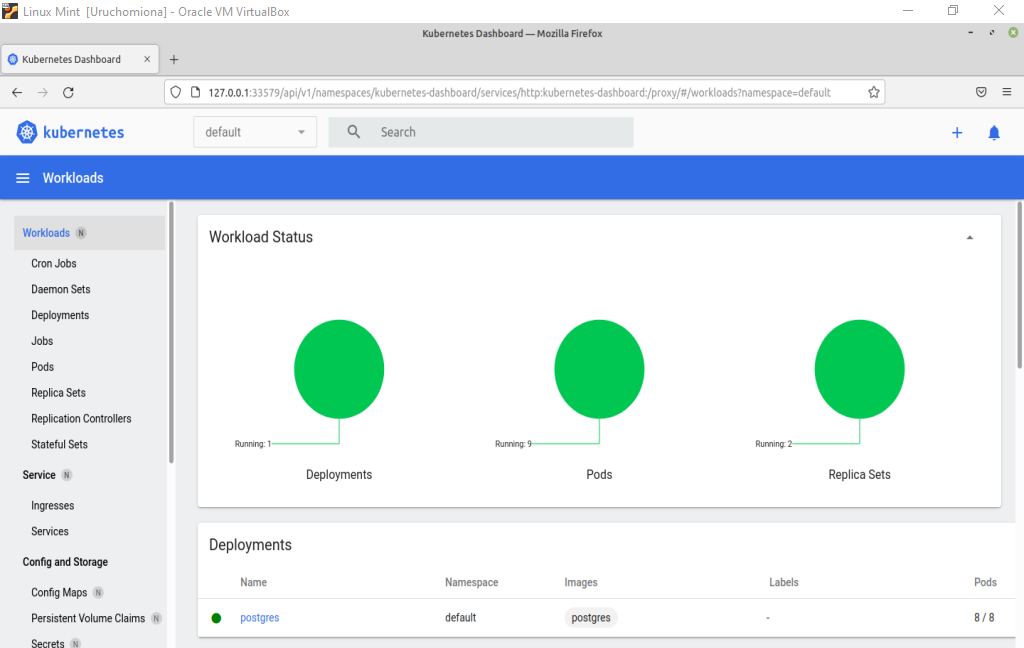 Linux Mint [Uruchomiona] - Oracle VM VirtualBox
Kubernetes Dashboard — Mozilla Firefox
Kubernetes Dashboard
127.0.0.1:33579/api/v1/namespaces/kubernetes-dashboard/services/http:kubernetes-dashboard:/proxy/#/workloads?namespace=default
kubernetes
default
Search
Workloads
Workloads N
Cron Jobs
Daemon Sets
Deployments
Jobs
Pods
Replica Sets
Replication Controllers
Stateful Sets
Service N
Ingresses
Services
Config and Storage
Config Maps N
Persistent Volume Claims N
Secrets N
Workload Status
Running: 1
Running: 9
Running: 2
Deployments
Pods
Replica Sets
Deployments
Name Namespace Images Labels Pods
postgres default postgres - 8 / 8